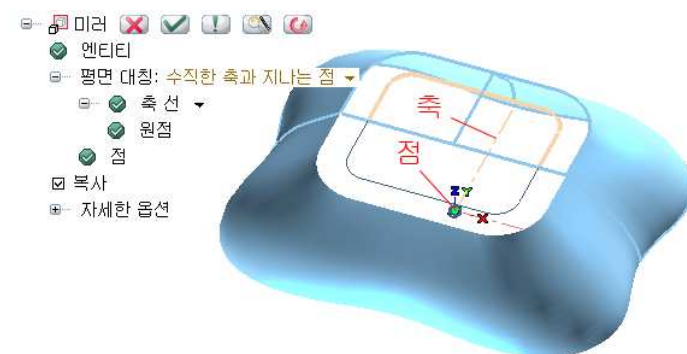 미러
엔티티
평면 대칭: 수직한 축과 지나는 점
축 선
원점
점
복사
자세한 옵션
축
점
Z Y
X